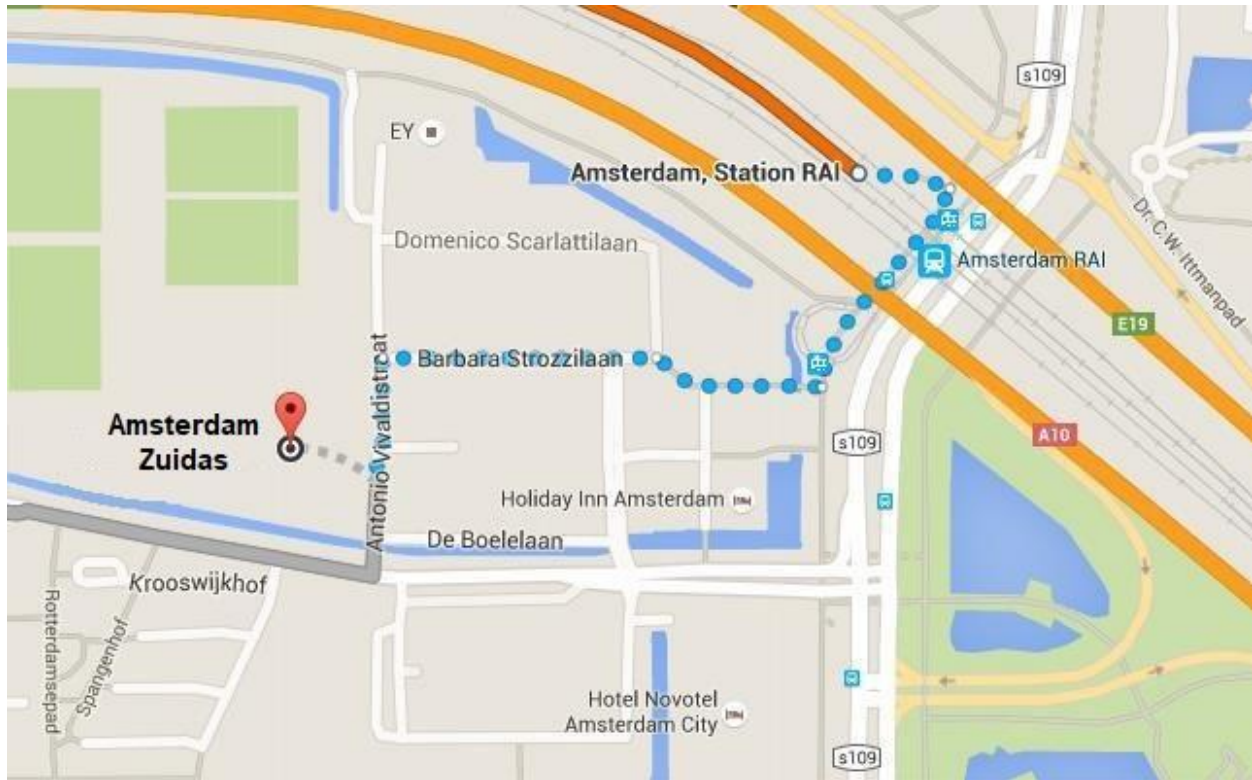 s109
EY
Amsterdam, Station RAI
Dr. C.W. Ittmanpad
Domenico Scarlattilaan
Amsterdam RAI
E19
Antonio Vivaldistraat
Barbara Strozzilaan
Amsterdam
Zuidas
A10
s109
Holiday Inn Amsterdam
De Boelelaan
Krooswijkhof
Rotterdamsepad
Spangenhof
Hotel Novotel
Amsterdam City
s109